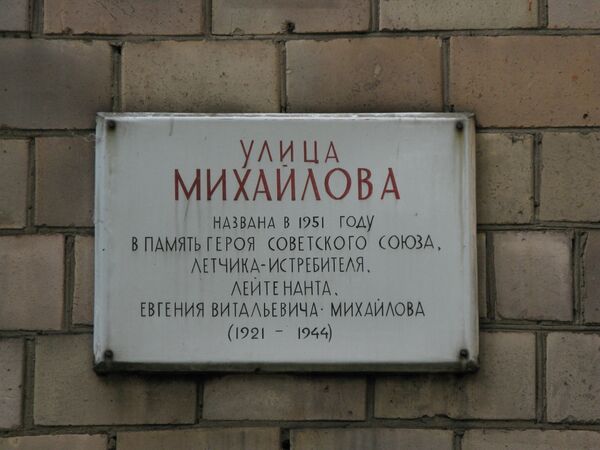 УЛИЦА
МИХАЙЛОВА
НАЗВАНА В 1951 ГОДУ
В ПАМЯТЬ ГЕРОЯ СОВЕТСКОГО СОЮЗА,
ЛЕТЧИКА-ИСТРЕБИТЕЛЯ,
ЛЕЙТЕНАНТА,
ЕВГЕНИЯ ВИТАЛЬЕВИЧА · МИХАЙЛОВА
(1921 – 1944)